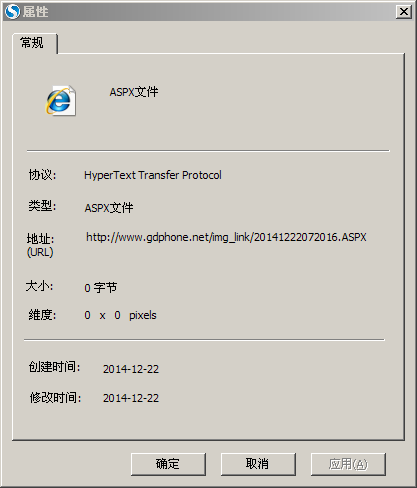 属性
常规
ASPX文件
协议: HyperText Transfer Protocol
类型: ASPX文件
地址: http://www.gdphone.net/img_link/20141222072016.ASPX
(URL)
大小: 0 字节
维度: 0 x 0 pixels
创建时间: 2014-12-22
修改时间: 2014-12-22
确定 取消 应用(A)